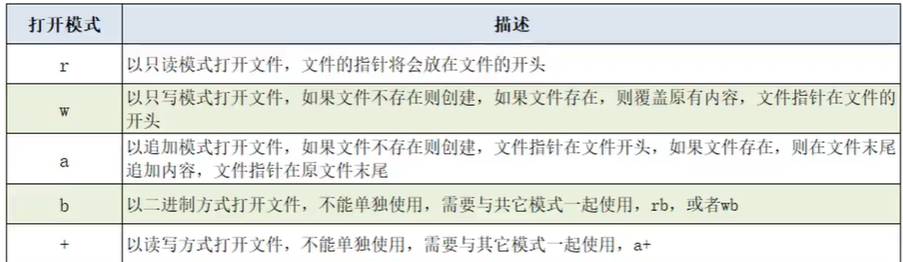 打开模式 描述
r 以只读模式打开文件，文件的指针将会放在文件的开头
w 以只写模式打开文件，如果文件不存在则创建，如果文件存在，则覆盖原有内容，文件指针在文件的
开头
a 以追加模式打开文件，如果文件不存在则创建，文件指针在文件开头，如果文件存在，则在文件末尾
追加内容，文件指针在原文件末尾
b 以二进制方式打开文件，不能单独使用，需要与共它模式一起使用，rb，或者wb
+ 以读写方式打开文件，不能单独使用，需要与其它模式一起使用，a+